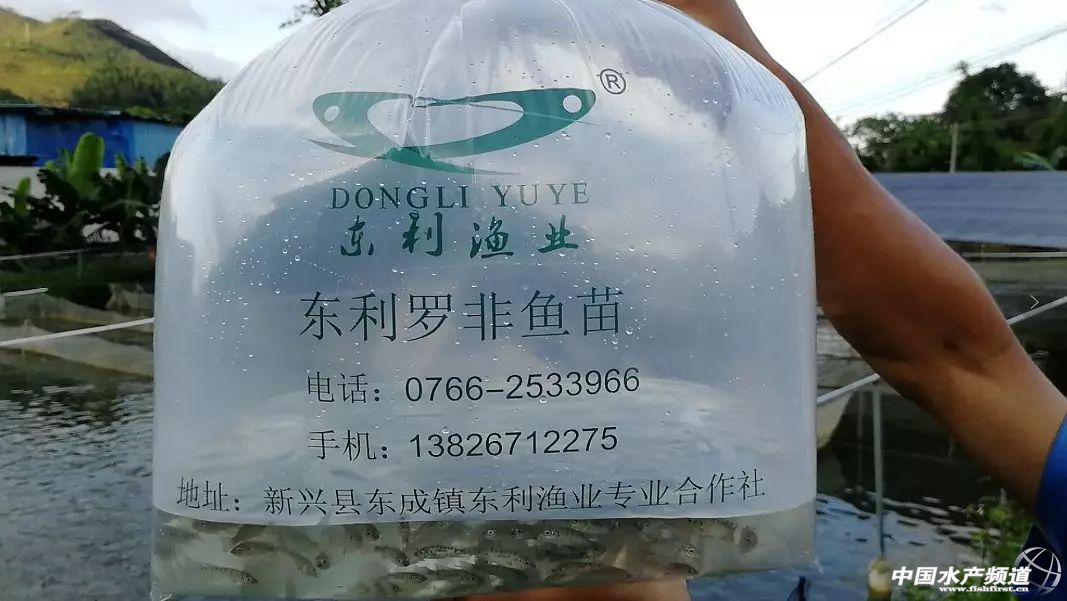 ®
DONGLI YUYE
东利渔业
东利罗非鱼苗
电话：0766-2533966
手机：13826712275
地址：新兴县东成镇东利渔业专业合作社
中国水产频道
www.fishfirst.cn